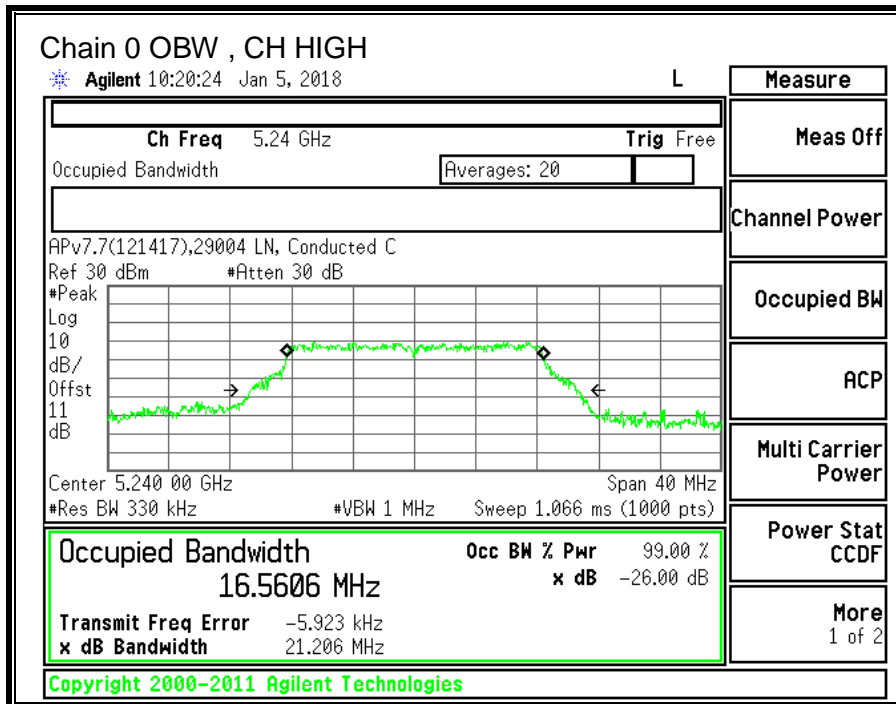 Chain 0 OBW , CH HIGH
Agilent 10:20:24 Jan 5, 2018 L
Measure
Ch Freq 5.24 GHz Trig Free
Meas Off
Occupied Bandwidth Averages: 20
Channel Power
APv7.7(121417),29004 LN, Conducted C
Ref 30 dBm #Atten 30 dB
#Peak
Log
10
dB/
Offst
11
dB
Occupied BW
ACP
Multi Carrier
Power
Center 5.240 00 GHz Span 40 MHz
#Res BW 330 kHz #VBW 1 MHz Sweep 1.066 ms (1000 pts)
Power Stat
CCDF
Occupied Bandwidth Occ BW % Pwr 99.00 %
16.5606 MHz x dB -26.00 dB
Transmit Freq Error -5.923 kHz
x dB Bandwidth 21.206 MHz
More
1 of 2
Copyright 2000-2011 Agilent Technologies